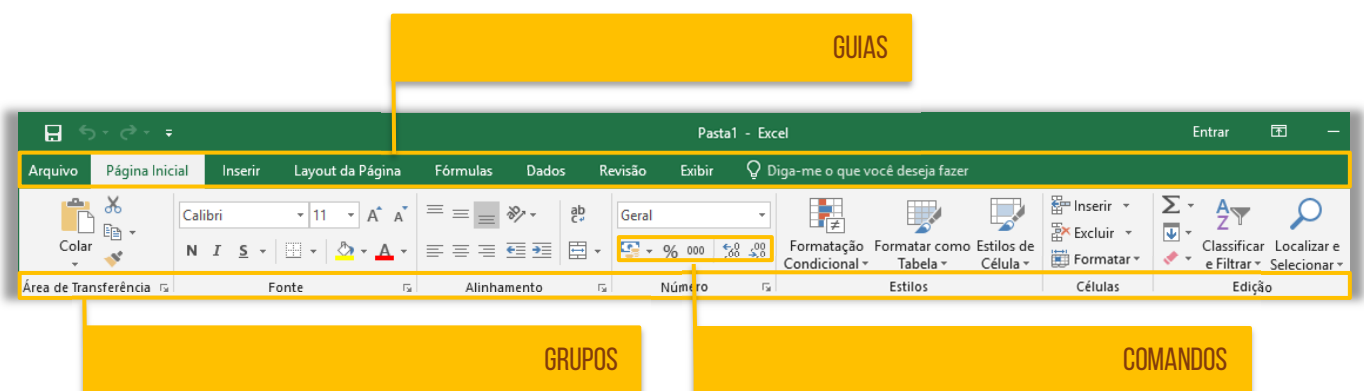 GUIAS
Pasta1 - Excel Entrar
Arquivo Página Inicial Inserir Layout da Página Fórmulas Dados Revisão Exibir Diga-me o que você deseja fazer
Calibri 11 A A ab c Geral Inserir
Colar N I S A % 000 Formatação Condicional Formatar como Tabela Estilos de Célula Excluir Classificar e Filtrar Localizar e Selecionar
Formatar
Área de Transferência Fonte Alinhamento Número Estilos Células Edição
GRUPOS COMANDOS